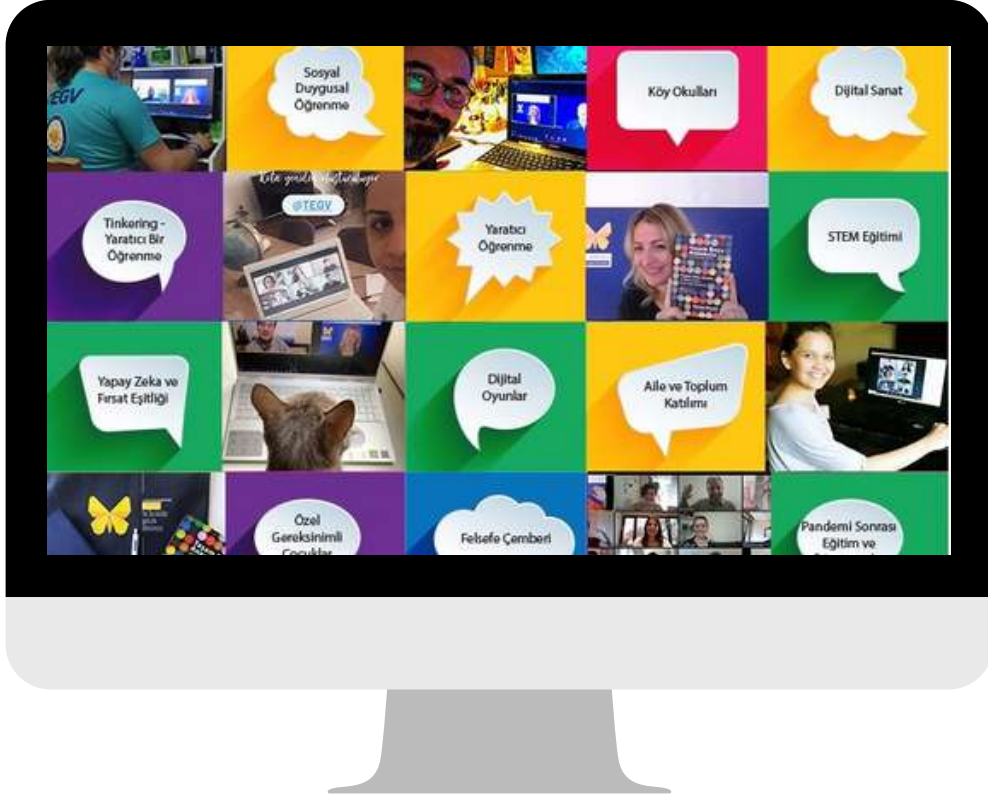 TEGV
Sosyal
Duygusal
Öğrenme
Köy Okulları
Dijital Sanat
Tinkering -
Yaratıcı Bir
Öğrenme
@TEGV
Yaratıcı
Öğrenme
STEM Eğitimi
Yapay Zeka ve
Fırsat Eşitliği
Dijital
Oyunlar
Aile ve Toplum
Katılımı
Özel
Gereksinimli
Çocuklar
Felsefe Çemberi
Pandemi Sonrası
Eğitim ve